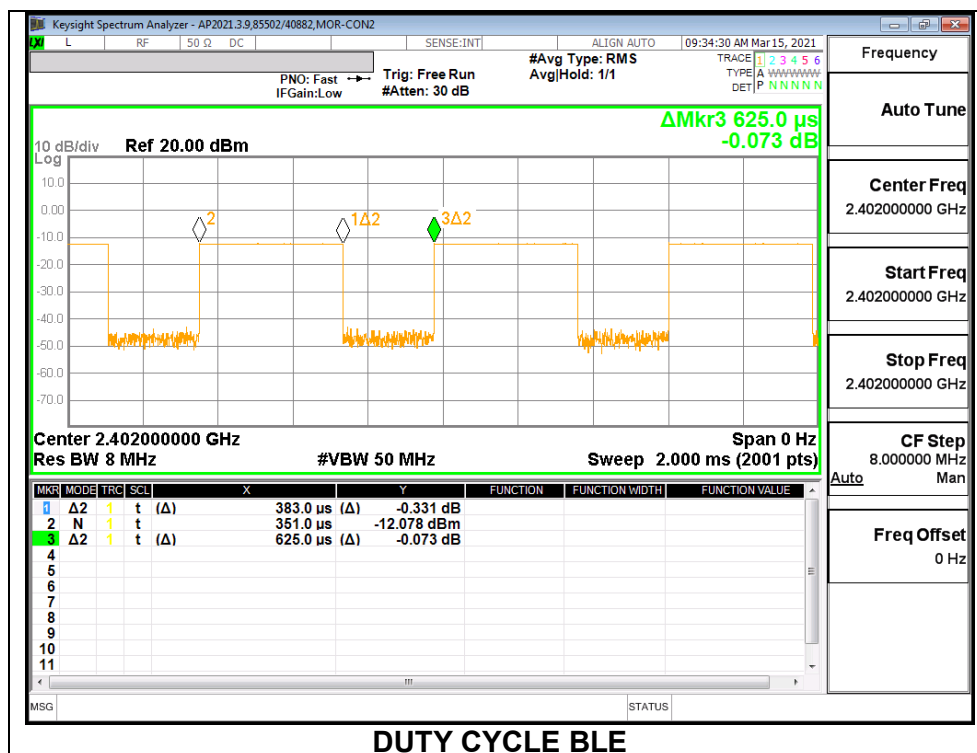 Keysight Spectrum Analyzer - AP2021.3.9,85502/40882,MOR-CON2
LXI L RF 50 Ω DC SENSE:INT ALIGN AUTO 09:34:30 AM Mar 15, 2021
PNO: Fast Trig: Free Run #Avg Type: RMS TRACE 1 2 3 4 5 6
IFGain:Low #Atten: 30 dB Avg|Hold: 1/1 TYPE A WWWWW
DET P N N N N N
ΔMkr3 625.0 µs
-0.073 dB
10 dB/div Ref 20.00 dBm
Log
10.0
0.00
-10.0
-20.0
-30.0
-40.0
-50.0
-60.0
-70.0
2 1Δ2 3Δ2
Center 2.402000000 GHz Span 0 Hz
Res BW 8 MHz #VBW 50 MHz Sweep 2.000 ms (2001 pts)
MKR MODE TRC SCL X Y FUNCTION FUNCTION WIDTH FUNCTION VALUE
1 Δ2 1 t (Δ) 383.0 µs (Δ) -0.331 dB
2 N 1 t 351.0 µs -12.078 dBm
3 Δ2 1 t (Δ) 625.0 µs (Δ) -0.073 dB
4
5
6
7
8
9
10
11
MSG STATUS
Frequency
Auto Tune
Center Freq
2.402000000 GHz
Start Freq
2.402000000 GHz
Stop Freq
2.402000000 GHz
CF Step
8.000000 MHz
Auto Man
Freq Offset
0 Hz
DUTY CYCLE BLE